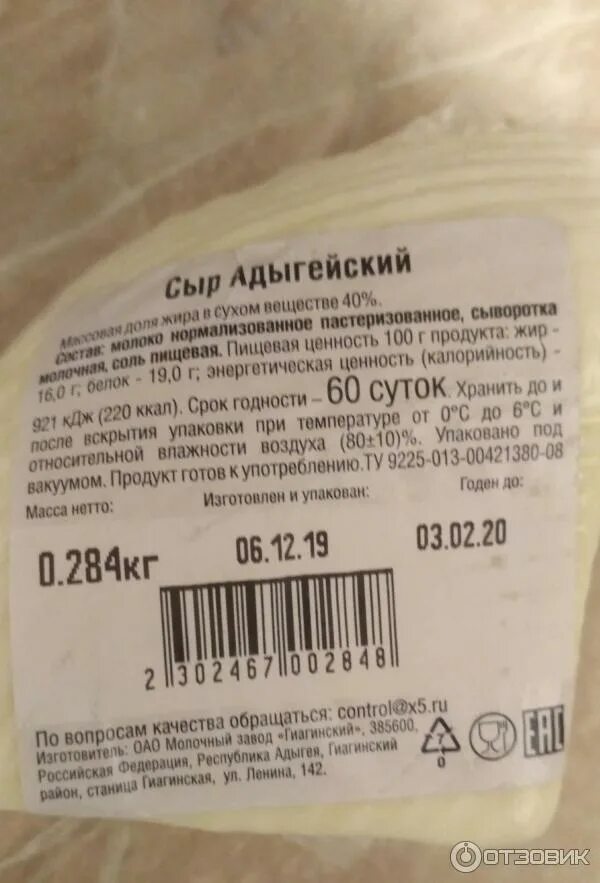 Сыр Адыгейский
Массовая доля жира в сухом веществе 40%.
Состав: молоко нормализованное пастеризованное, сыворотка
молочная, соль пищевая. Пищевая ценность 100 г продукта: жир -
16,0 г; белок - 19,0 г; энергетическая ценность (калорийность) -
921 кДж (220 ккал). Срок годности – 60 суток. Хранить до и
после вскрытия упаковки при температуре от 0°С до 6°С и
относительной влажности воздуха (80±10)%. Упаковано под
вакуумом. Продукт готов к употреблению.ТУ 9225-013-00421380-08
Масса нетто: Изготовлен и упакован: Годен до:
0.284кг 06.12.19 03.02.20
2 302467 002848
По вопросам качества обращаться: control@x5.ru
Изготовитель: ОАО Молочный завод «Гиагинский», 385600,
Российская Федерация, Республика Адыгея, Гиагинский
район, станица Гиагинская, ул. Ленина, 142.
7
0
EAC
ОТЗОВИК